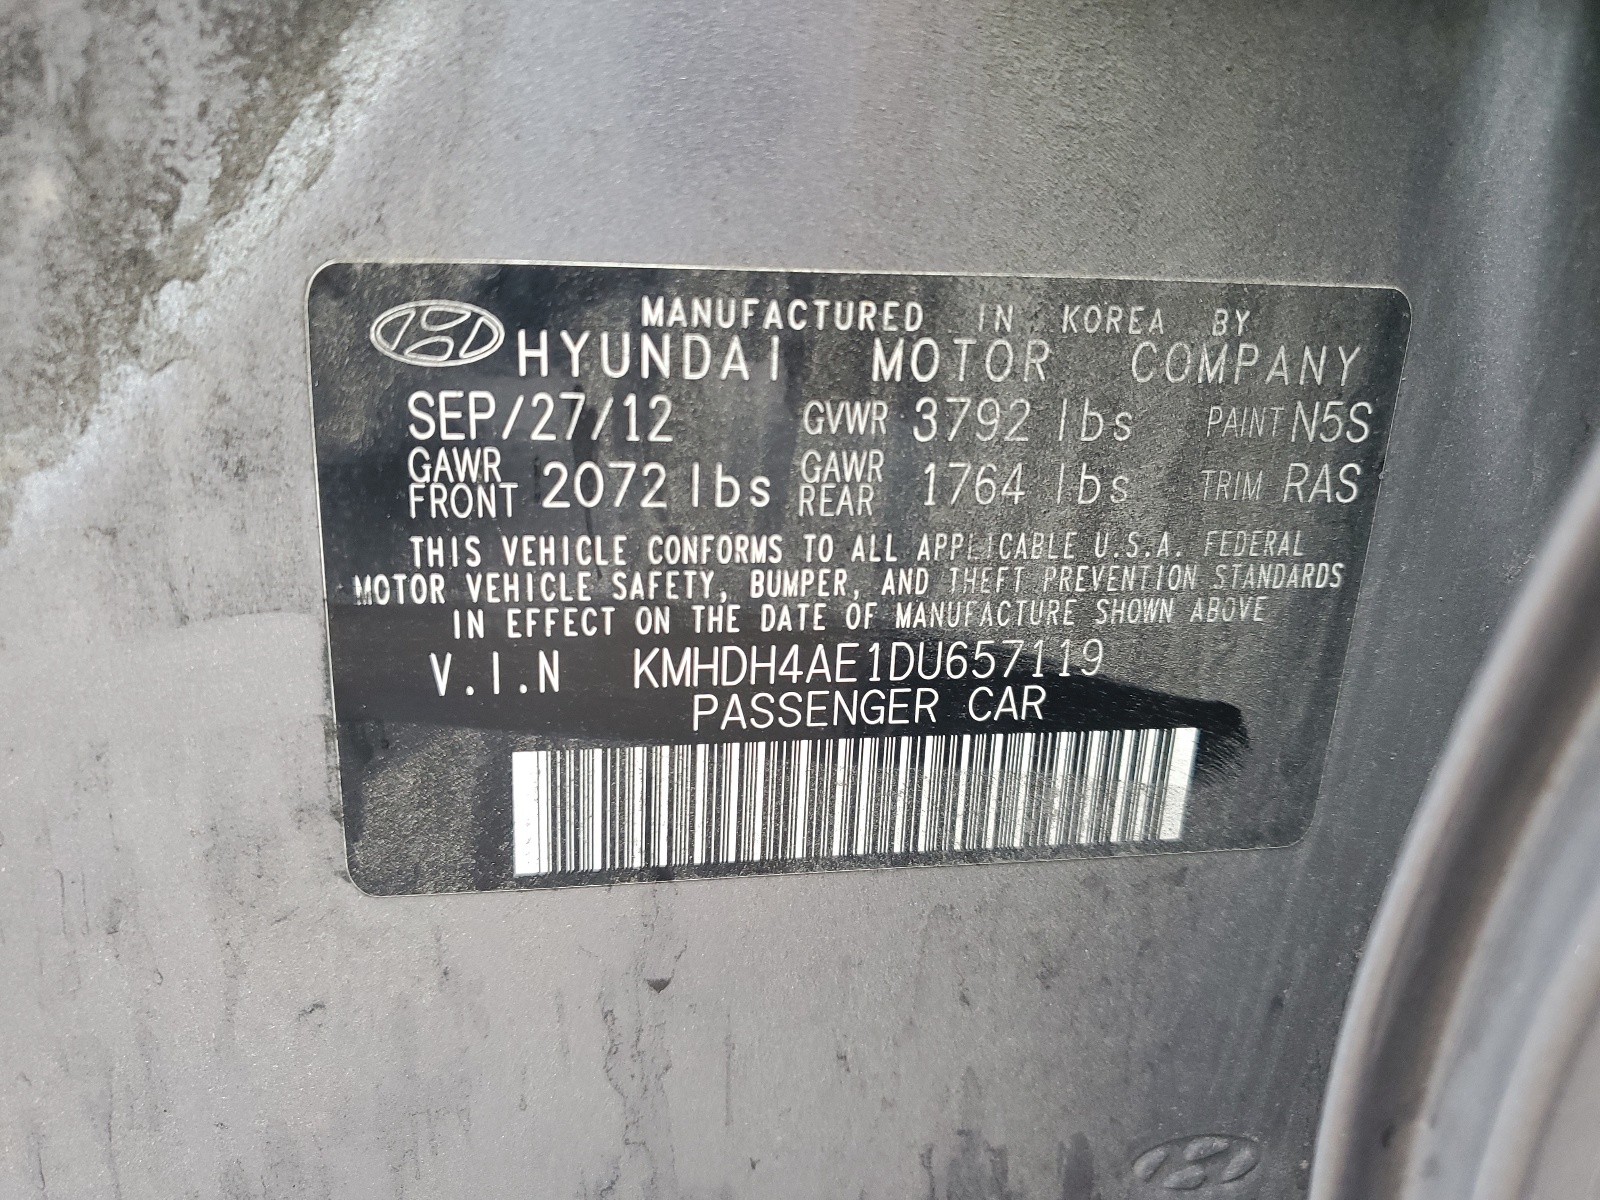 MANUFACTURED IN KOREA BY
HYUNDAI MOTOR COMPANY
SEP/27/12 GVWR 3792 lbs PAINT N5S
GAWR FRONT 2072 lbs GAWR REAR 1764 lbs TRIM RAS
THIS VEHICLE CONFORMS TO ALL APPLICABLE U.S.A. FEDERAL
MOTOR VEHICLE SAFETY, BUMPER, AND THEFT PREVENTION STANDARDS
IN EFFECT ON THE DATE OF MANUFACTURE SHOWN ABOVE
V.I.N KMHDH4AE1DU657119
PASSENGER CAR